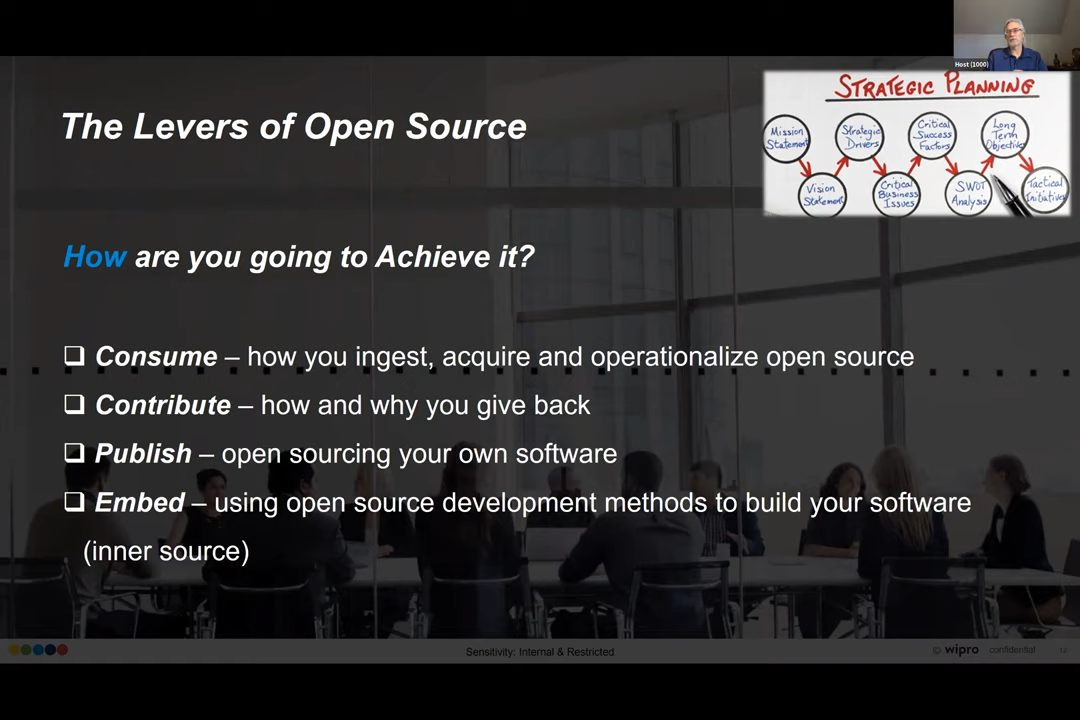 Host (1000)
STRATEGIC PLANNING
Mission
Statement
Strategic
Drivers
Critical
Success
Factors
Long
Term
Objectives
Vision
Statement
Critical
Business
Issues
SWOT
Analysis
Tactical
Initiatives
The Levers of Open Source
How are you going to Achieve it?
❑ Consume – how you ingest, acquire and operationalize open source
❑ Contribute – how and why you give back
❑ Publish – open sourcing your own software
❑ Embed – using open source development methods to build your software
(inner source)
Sensitivity: Internal & Restricted
© wipro confidential